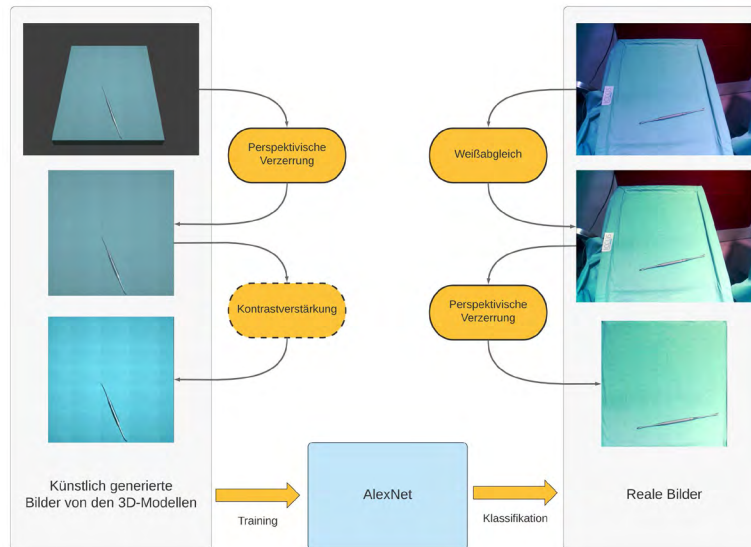 Perspektivische
Verzerrung
Weißabgleich
Kontrastverstärkung
Perspektivische
Verzerrung
Künstlich generierte
Bilder von den 3D-Modellen
Training
AlexNet
Klassifikation
Reale Bilder